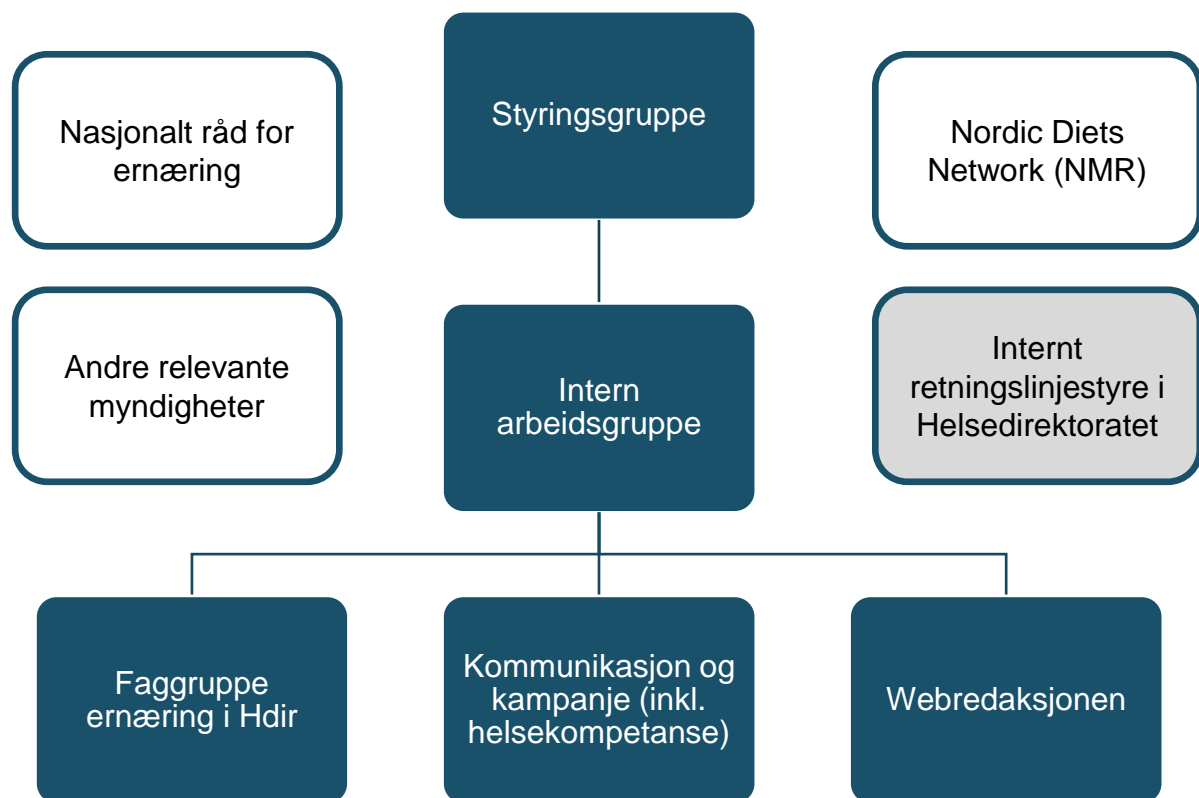 Nasjonalt råd for
ernæring
Styringsgruppe
Nordic Diets
Network (NMR)
Andre relevante
myndigheter
Intern
arbeidsgruppe
Internt
retningslinjestyre i
Helsedirektoratet
Faggruppe
ernæring i Hdir
Kommunikasjon og
kampanje (inkl.
helsekompetanse)
Webredaksjonen